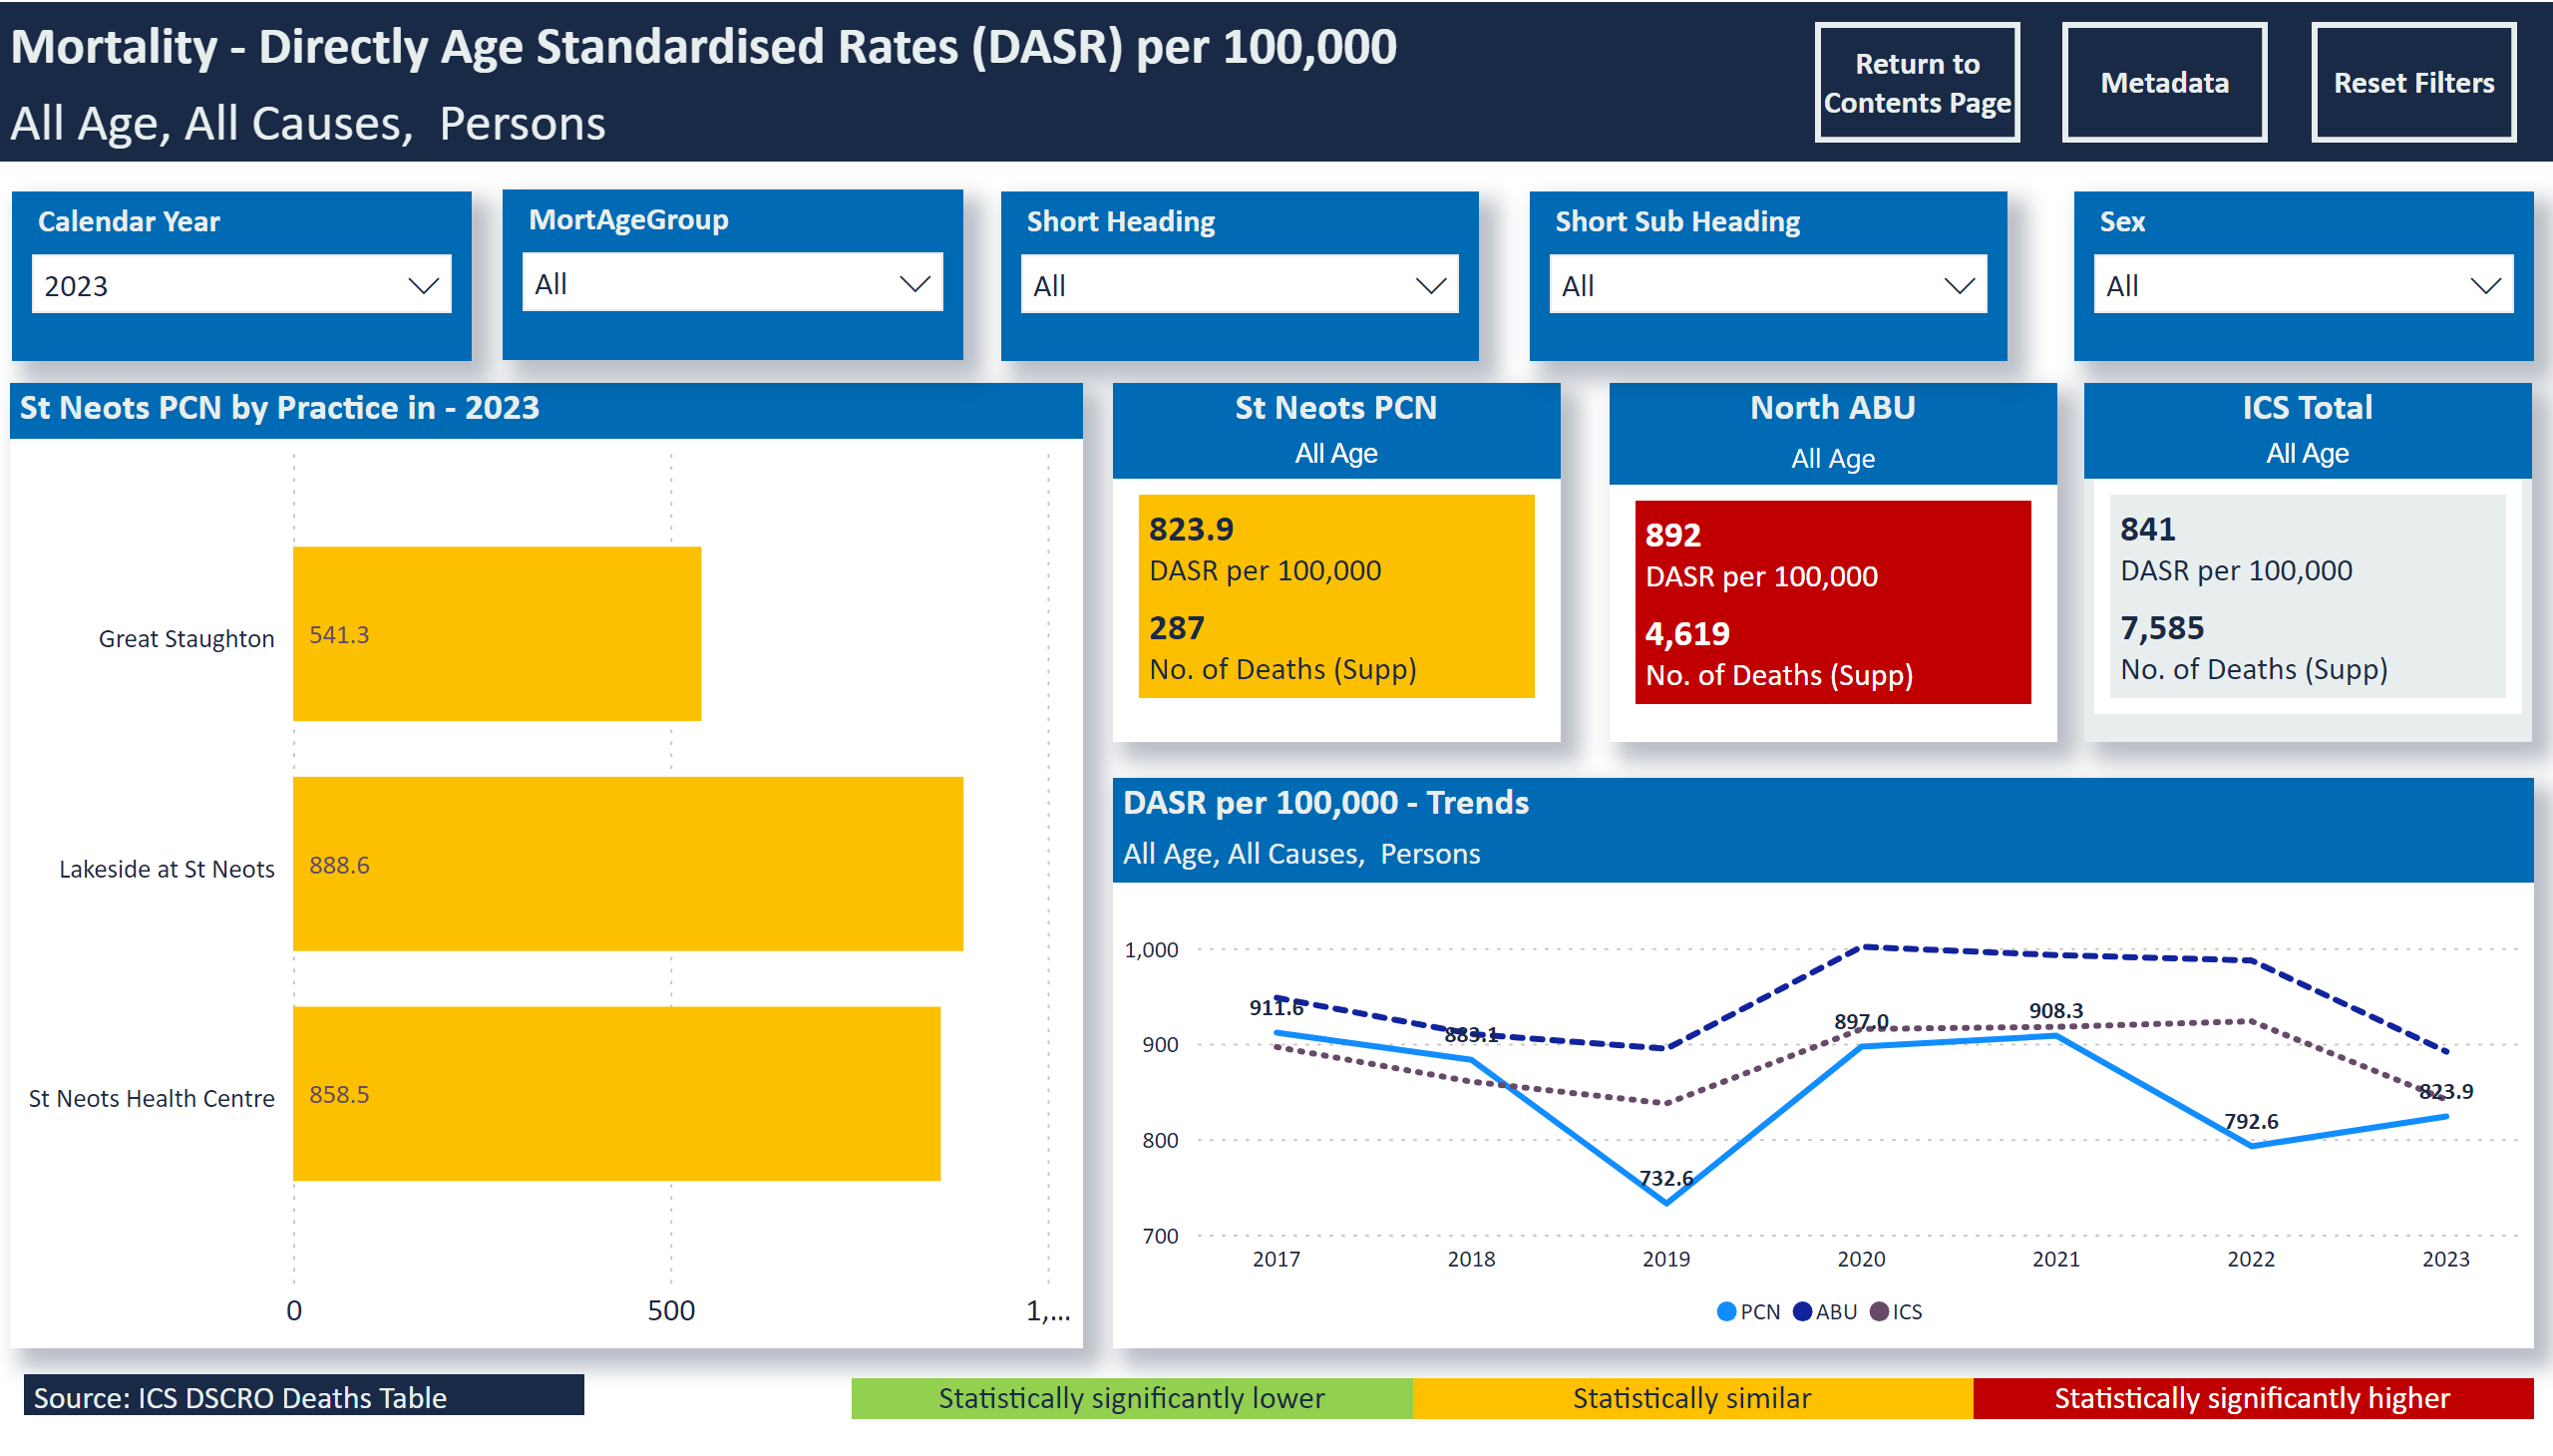 Mortality - Directly Age Standardised Rates (DASR) per 100,000
All Age, All Causes,  Persons
Return to
Contents Page
Metadata
Reset Filters
Calendar Year
2023
MortAgeGroup
All
Short Heading
All
Short Sub Heading
All
Sex
All
St Neots PCN by Practice in - 2023
Great Staughton
541.3
Lakeside at St Neots
888.6
St Neots Health Centre
858.5
0
500
1,...
St Neots PCN
All Age
823.9
DASR per 100,000
287
No. of Deaths (Supp)
North ABU
All Age
892
DASR per 100,000
4,619
No. of Deaths (Supp)
ICS Total
All Age
841
DASR per 100,000
7,585
No. of Deaths (Supp)
DASR per 100,000 - Trends
All Age, All Causes,  Persons
1,000
900
800
700
911.6
883.1
732.6
897.0
908.3
792.6
823.9
2017
2018
2019
2020
2021
2022
2023
PCN
ABU
ICS
Source: ICS DSCRO Deaths Table
Statistically significantly lower
Statistically similar
Statistically significantly higher